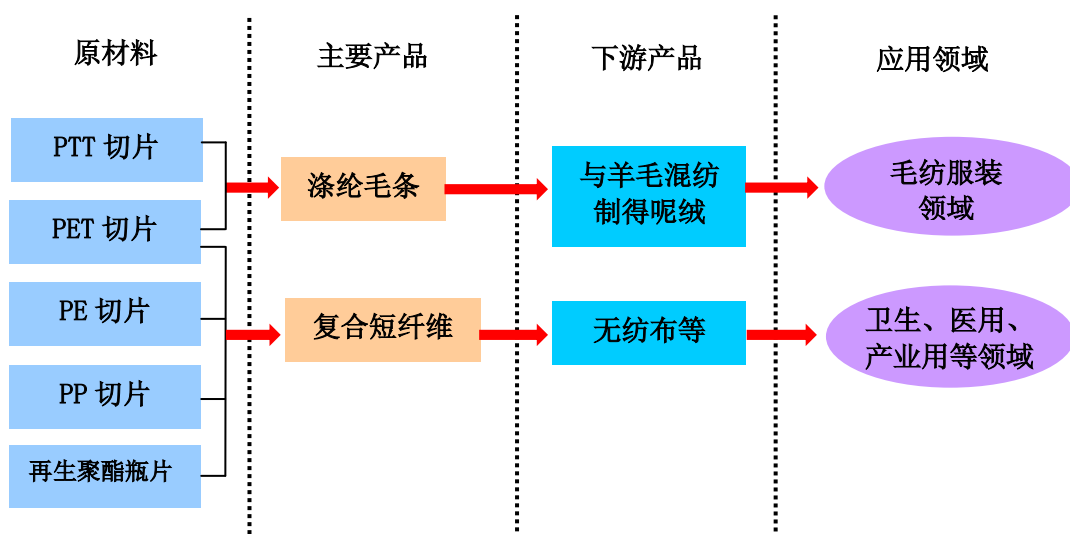 原材料
主要产品
下游产品
应用领域
PTT 切片
PET 切片
PE 切片
PP 切片
再生聚酯瓶片
涤纶毛条
复合短纤维
与羊毛混纺
制得呢绒
无纺布等
毛纺服装
领域
卫生、医用、
产业用等领域